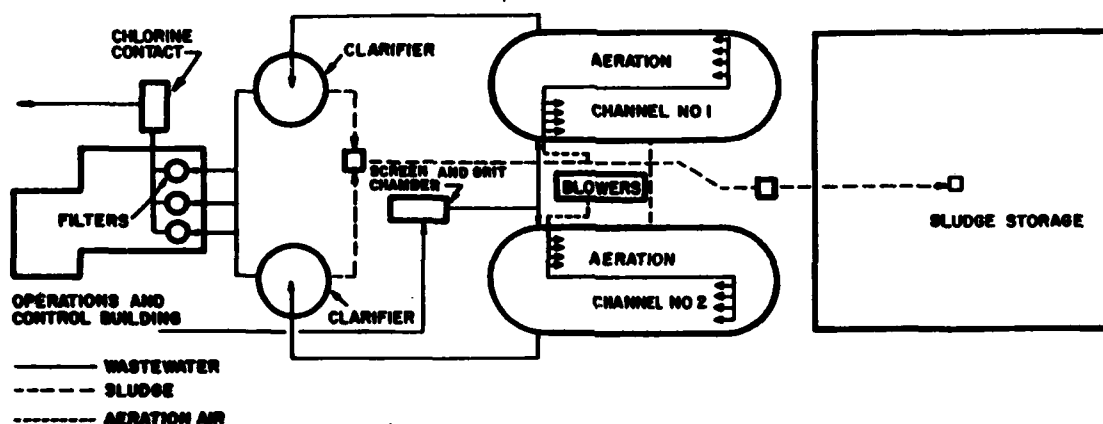 CHLORINE
CONTACT
CLARIFIER
AERATION
CHANNEL NO 1
SCREEN AND GRIT
CHAMBER
BLOWERS
FILTERS
SLUDGE STORAGE
AERATION
CHANNEL NO 2
OPERATIONS AND
CONTROL BUILDING
CLARIFIER
WASTEWATER
SLUDGE
AERATION AIR